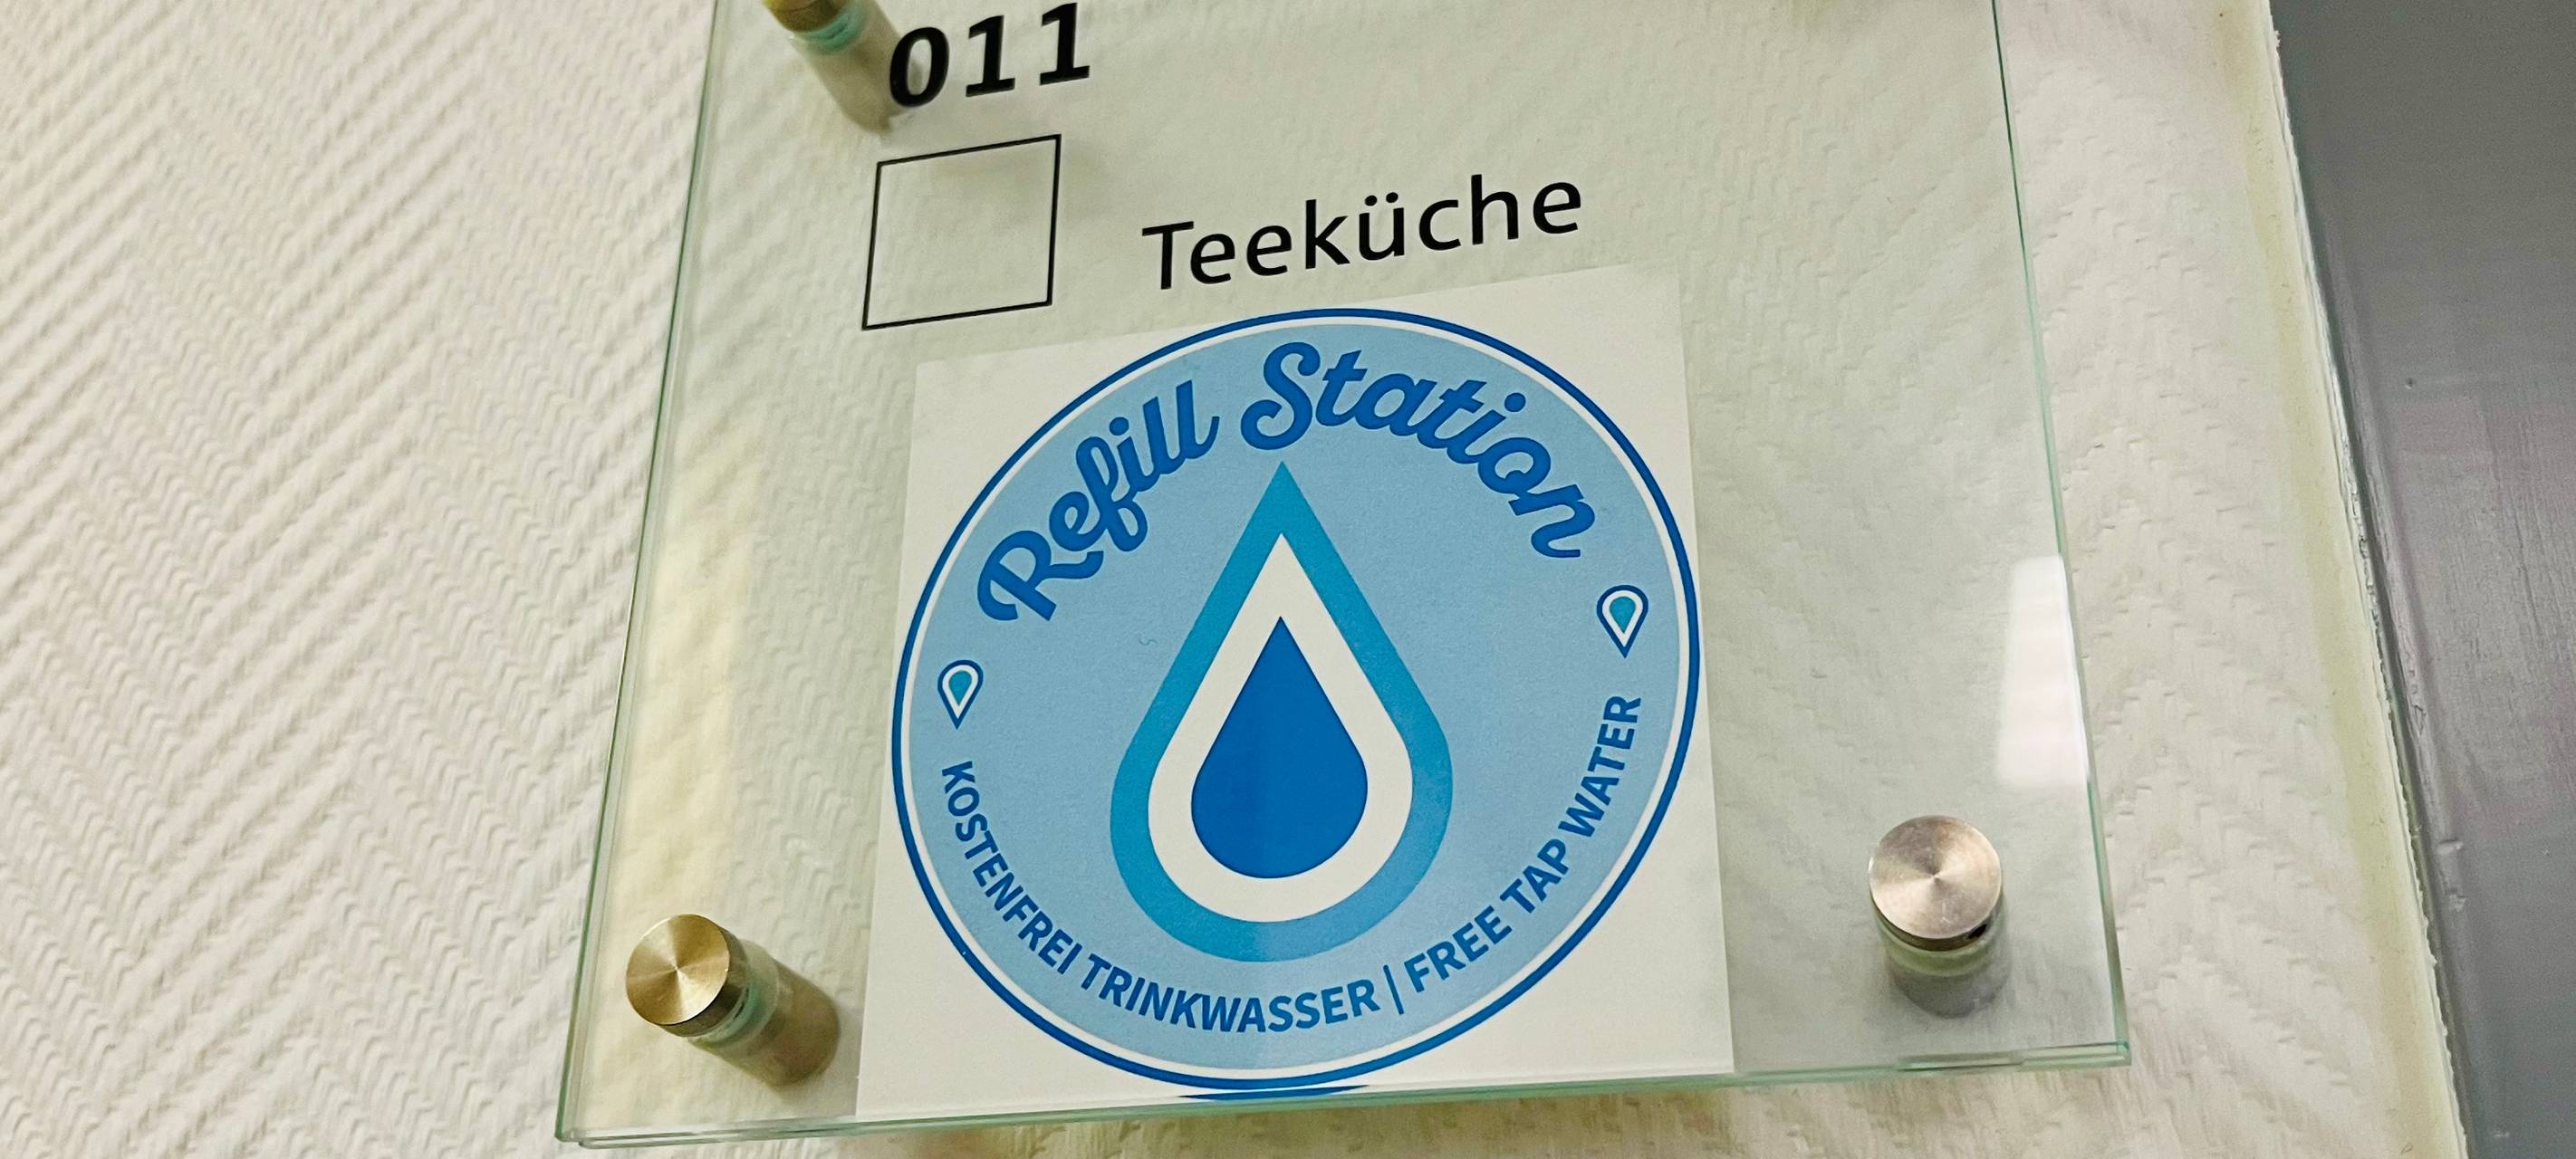 011
Teeküche
Refill Station
KOSTENFREI TRINKWASSER | FREE TAP WATER